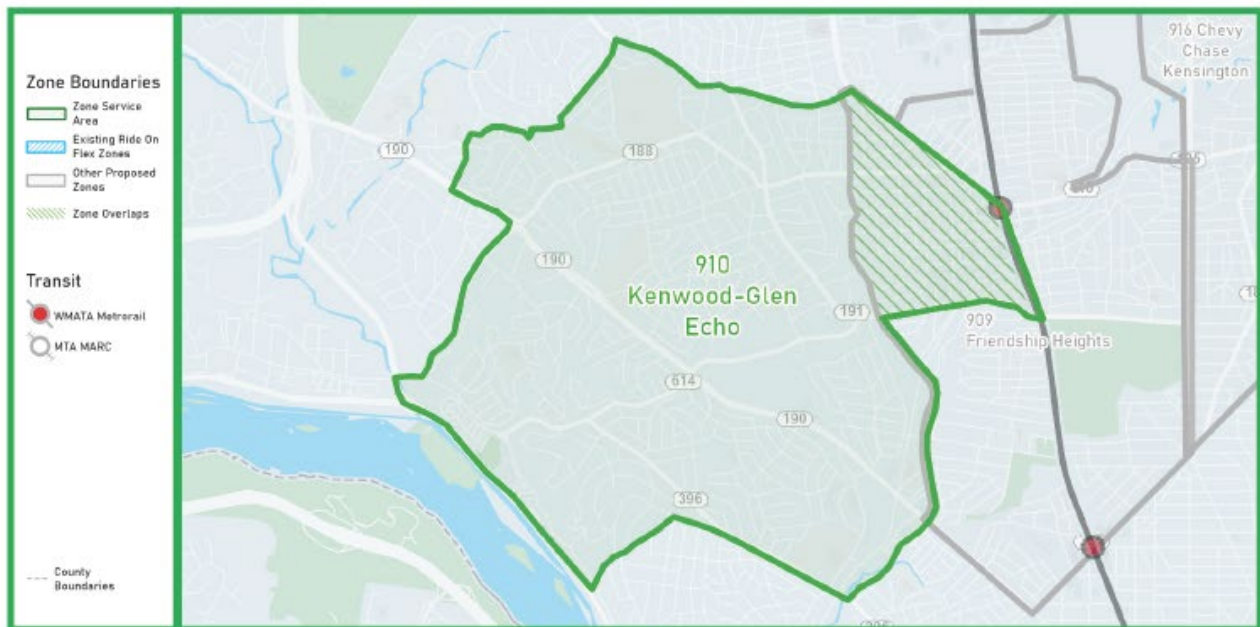 Zone Boundaries
Zone Service
Area
Existing Ride On
Flex Zones
Other Proposed
Zones
Zone Overlaps
Transit
WMATA Metrorail
MTA MARC
County
Boundaries
916 Chevy
Chase
Kensington
190
188
190
910
Kenwood-Glen
Echo
191
909
Friendship Heights
614
190
396